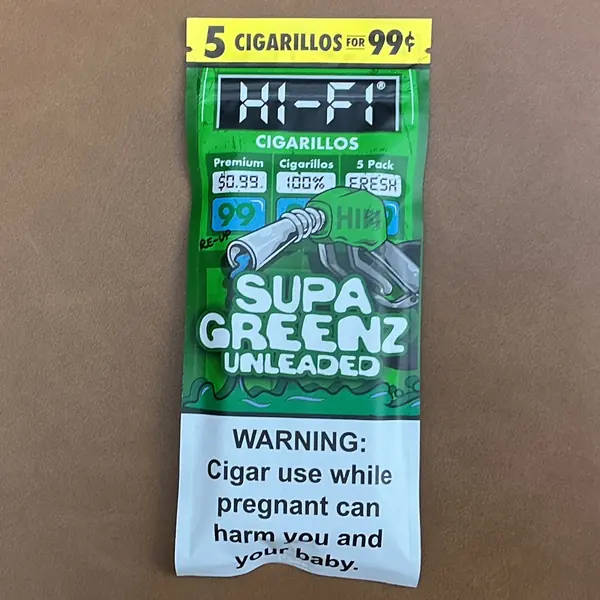 5 CIGARILLOS FOR 99¢
HI-FI®
CIGARILLOS
Premium Cigarillos 5 Pack
$0.99 100% FRESH
99
RE-UP
SUPA
GREENZ
UNLEADED
WARNING:
Cigar use while
pregnant can
harm you and
your baby.